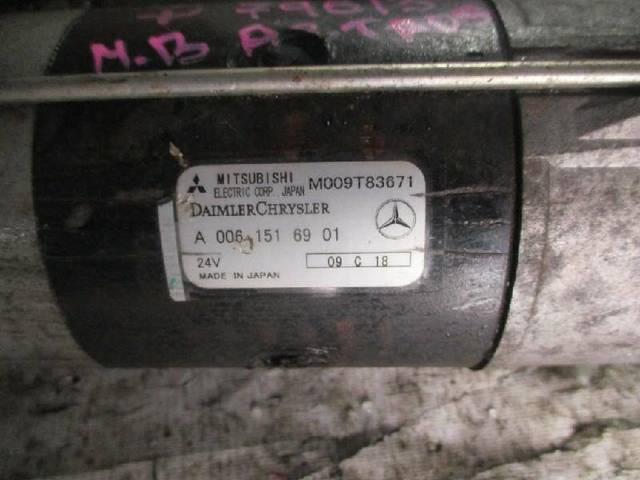 M.B
MITSUBISHI
ELECTRIC CORP. JAPAN M009T83671
DAIMLERCHRYSLER
A 006 151 69 01
24V 09 C 18
MADE IN JAPAN